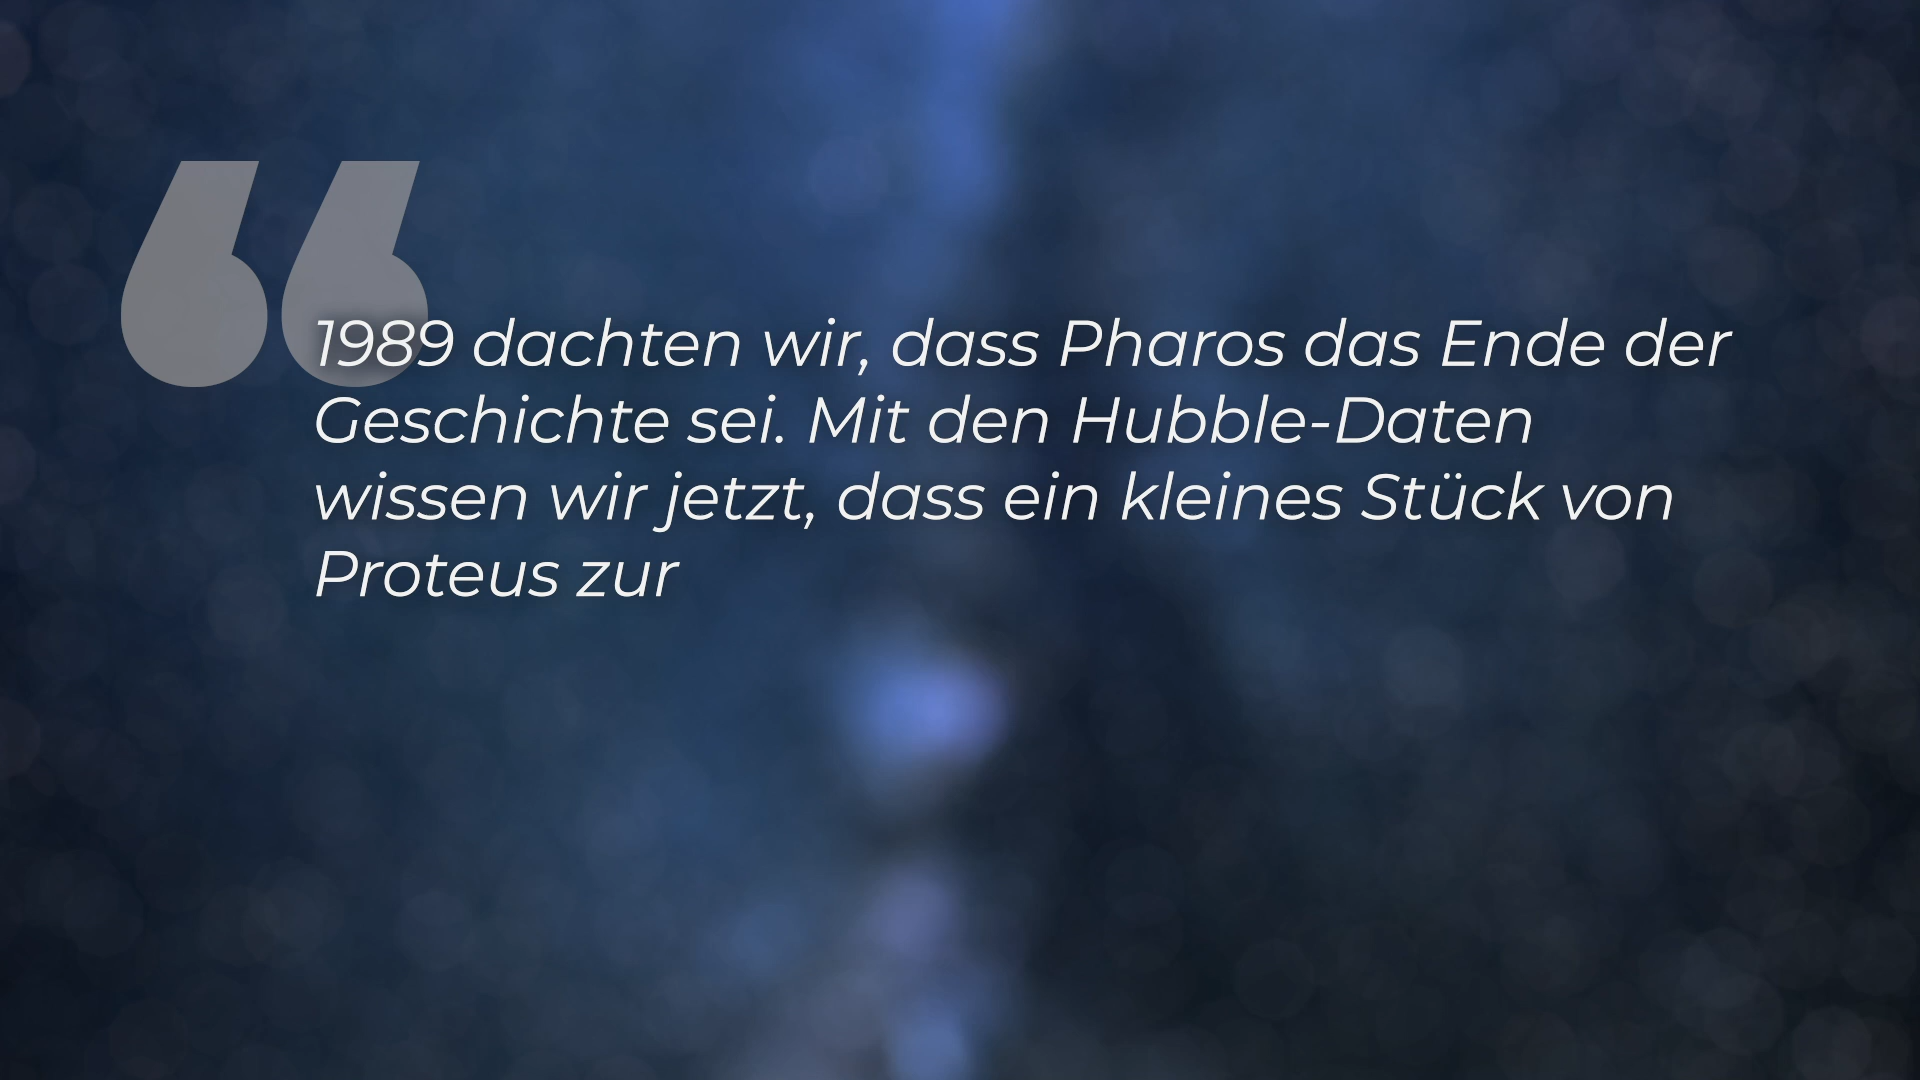 1989 dachten wir, dass Pharos das Ende der
Geschichte sei. Mit den Hubble-Daten
wissen wir jetzt, dass ein kleines Stück von
Proteus zur